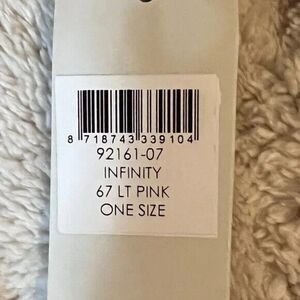 8 718743 339104
92161-07
INFINITY
67 LT PINK
ONE SIZE